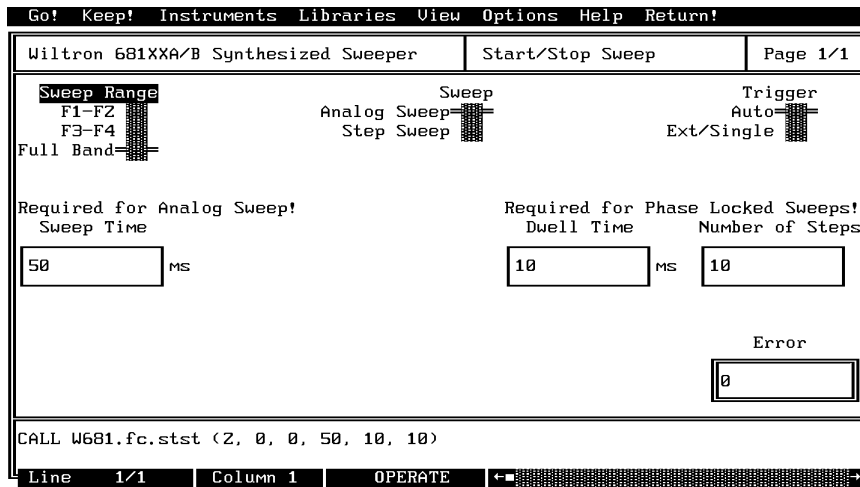 Go! Keep! Instruments Libraries View Options Help Return!
Wiltron 681XXA/B Synthesized Sweeper Start/Stop Sweep Page 1/1
Sweep Range Sweep Trigger
F1-F2 Analog Sweep Auto
F3-F4 Step Sweep Ext/Single
Full Band
Required for Analog Sweep! Required for Phase Locked Sweeps!
Sweep Time Dwell Time Number of Steps
50 ms 10 ms 10
Error
0
CALL W681.fc.stst (2, 0, 0, 50, 10, 10)
Line 1/1 Column 1 OPERATE